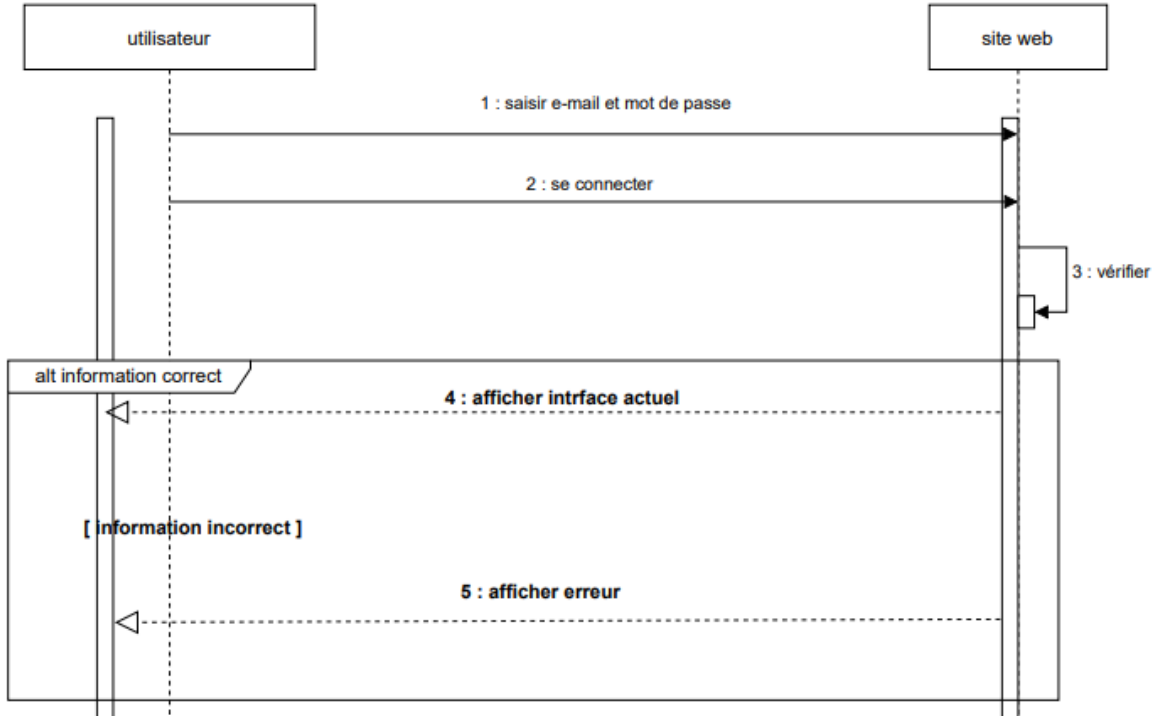 utilisateur
site web
1 : saisir e-mail et mot de passe
2 : se connecter
3 : vérifier
alt information correct
4 : afficher intrface actuel
[ information incorrect ]
5 : afficher erreur